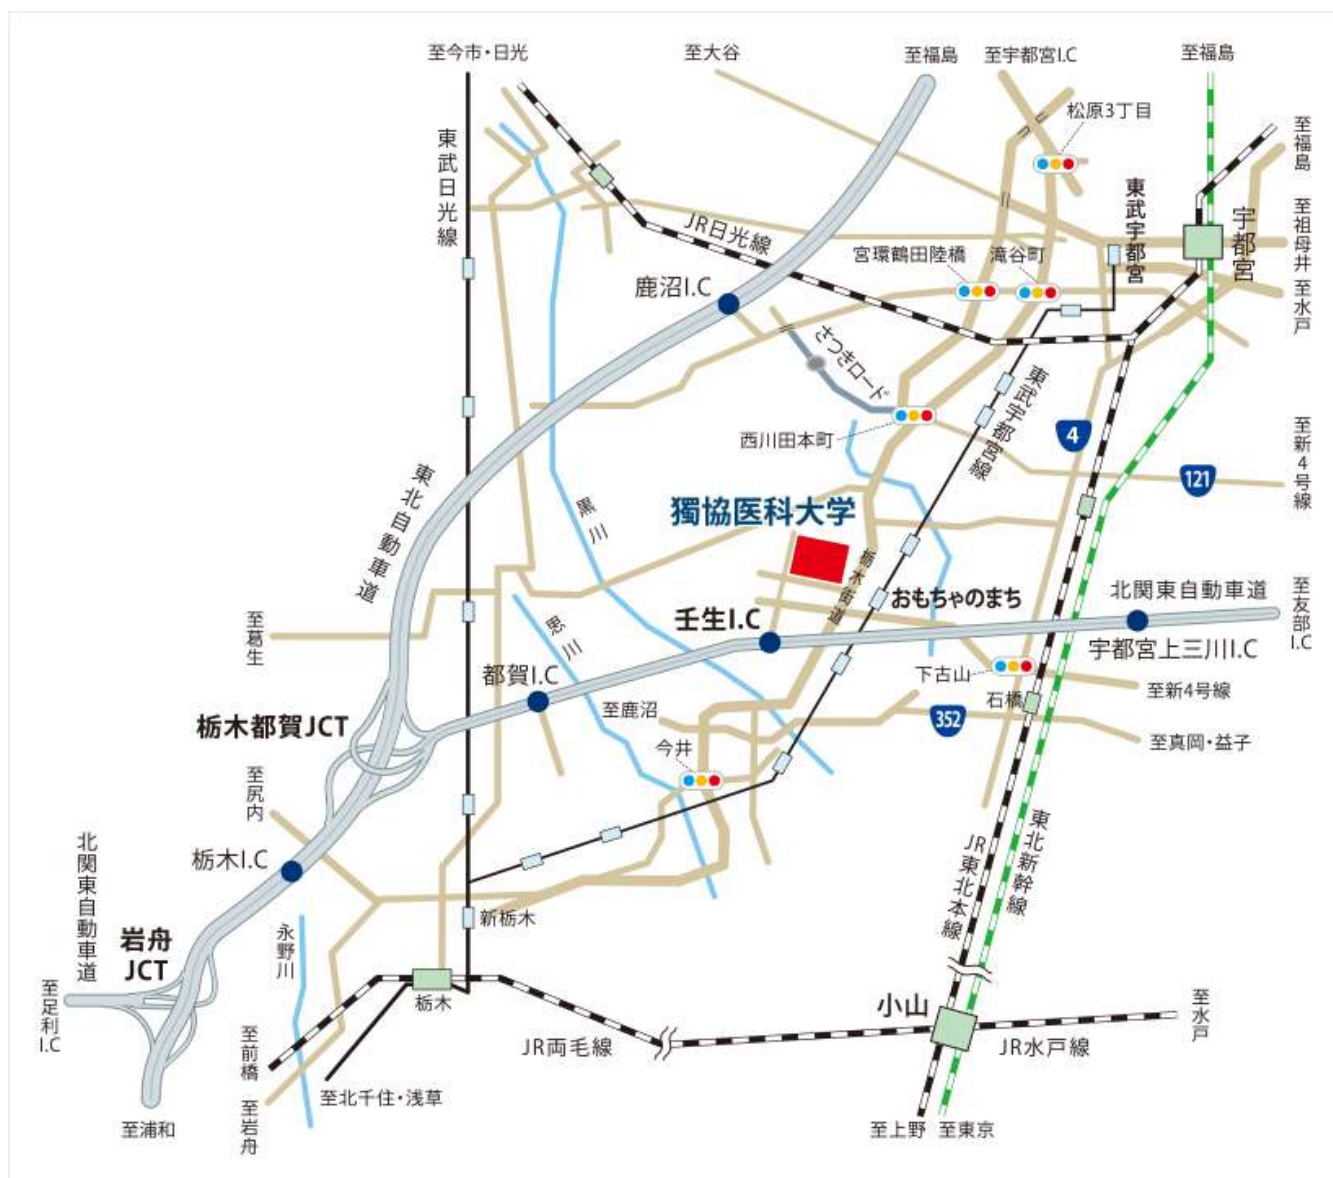 至今市・日光
至大谷
至福島
至宇都宮I.C
至福島
松原3丁目
至福島
東武日光線
東武宇都宮
至祖母井
宇都宮
JR日光線
宮環鶴田陸橋
滝谷町
鹿沼I.C
至水戸
さつきロード
東武宇都宮線
西川田本町
4
121
至新4号線
東北自動車道
黒川
獨協医科大学
栃木街道
おもちゃのまち
北関東自動車道
至友部I.C
至葛生
思川
壬生I.C
宇都宮上三川I.C
都賀I.C
下古山
至新4号線
石橋
至鹿沼
352
栃木都賀JCT
今井
至真岡・益子
至尻内
栃木I.C
北関東自動車道
JR東北本線
東北新幹線
岩舟
JCT
永野川
新栃木
至足利I.C
栃木
小山
至水戸
至前橋
JR両毛線
JR水戸線
至北千住・浅草
至浦和
至岩舟
至上野
至東京